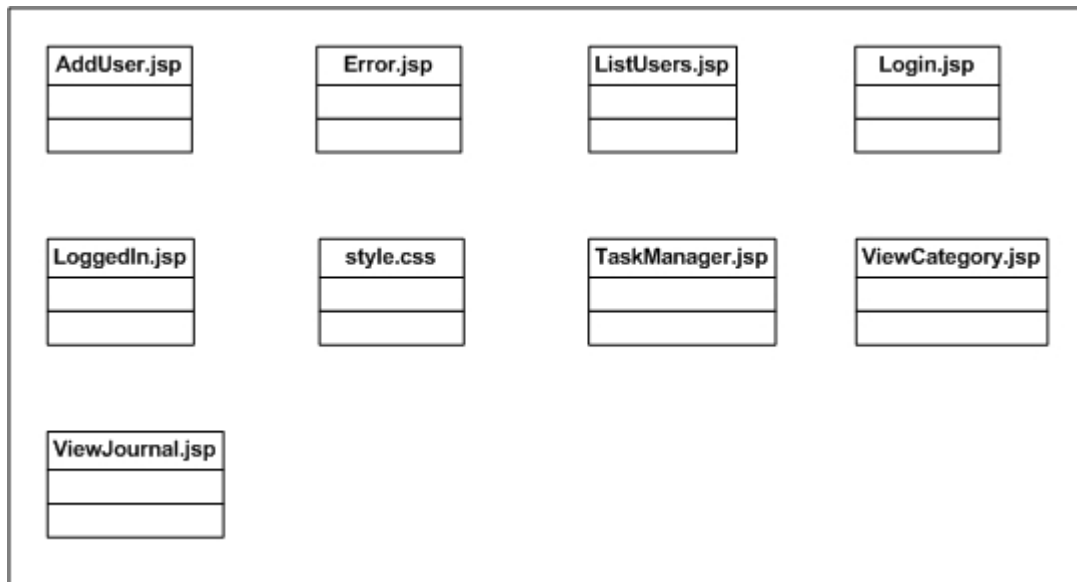 AddUser.jsp
Error.jsp
ListUsers.jsp
Login.jsp
LoggedIn.jsp
style.css
TaskManager.jsp
ViewCategory.jsp
ViewJournal.jsp